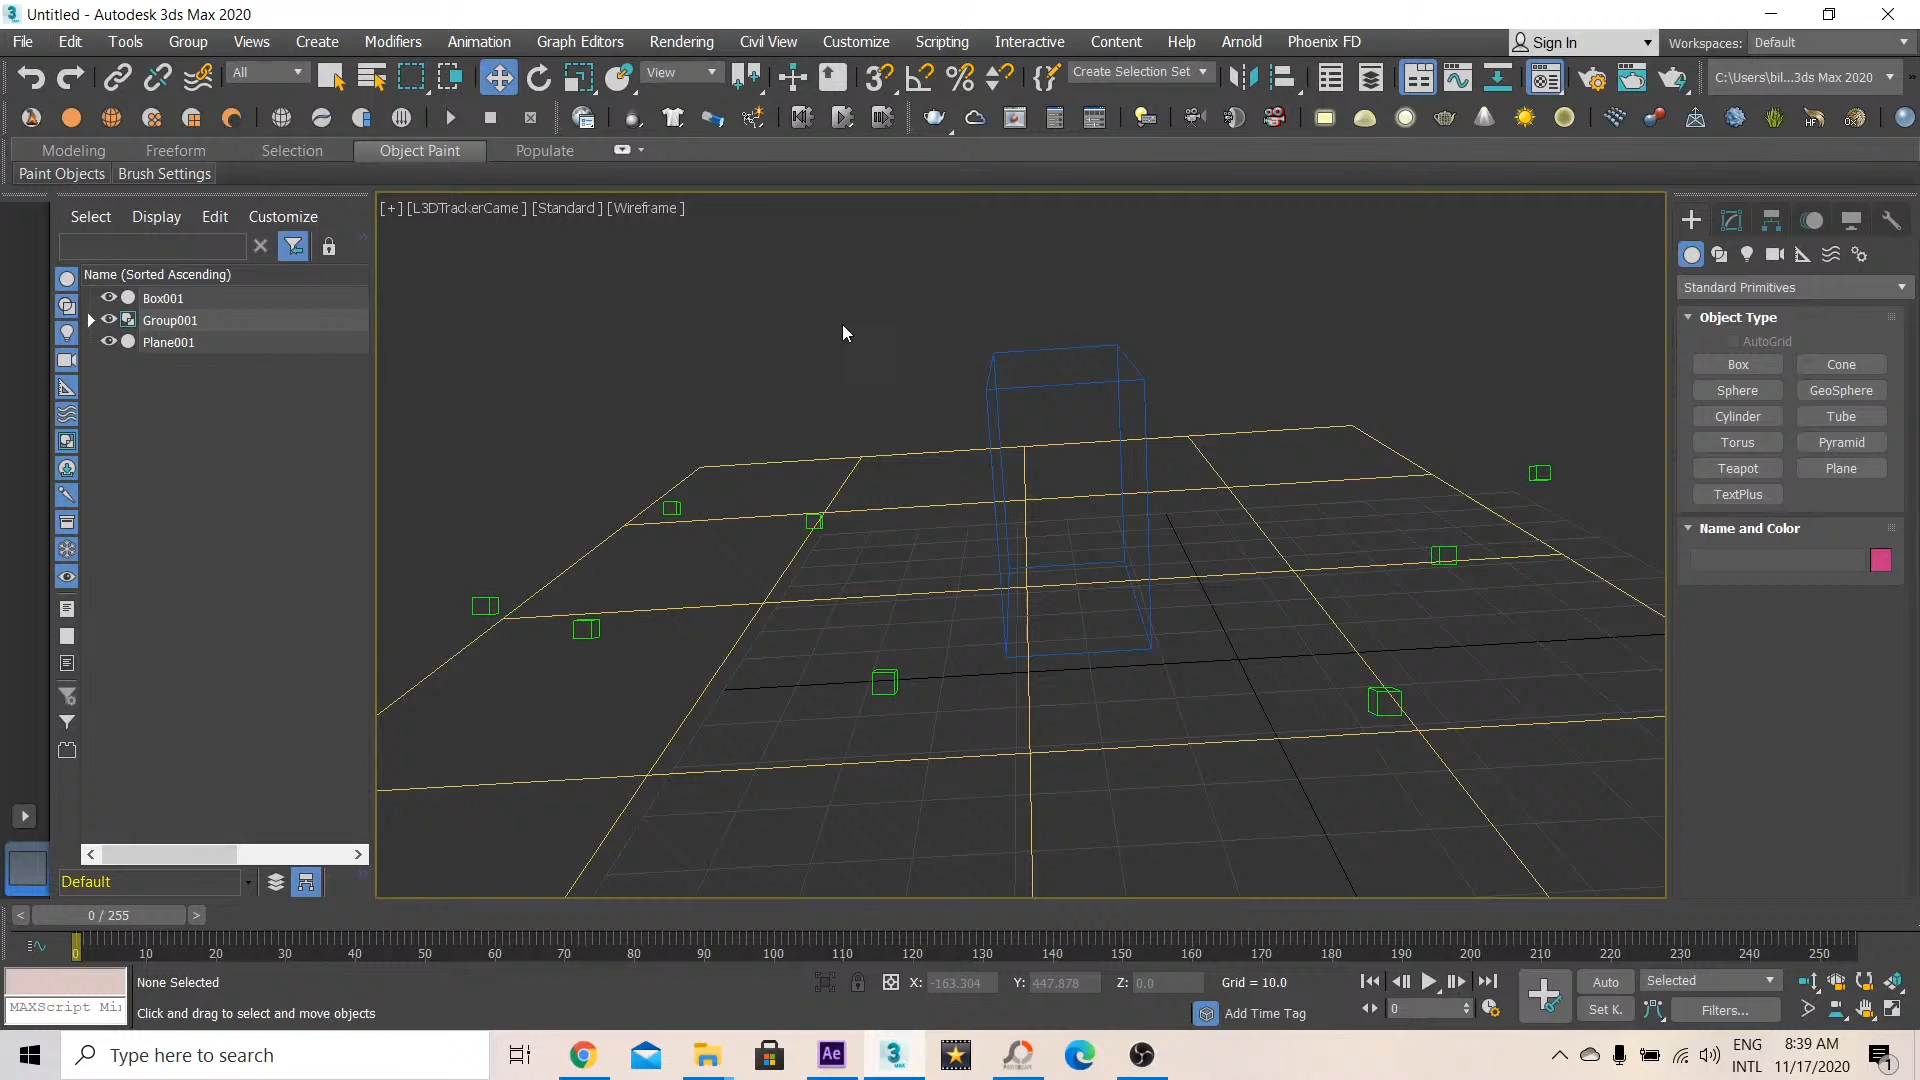 Untitled - Autodesk 3ds Max 2020
File Edit Tools Group Views Create Modifiers Animation Graph Editors Rendering Civil View Customize Scripting Interactive Content Help Arnold Phoenix FD Sign In Workspaces: Default
All View Create Selection Set C:\Users\bil...3ds Max 2020
Modeling Freeform Selection Object Paint Populate
Paint Objects Brush Settings
Select Display Edit Customize
[+] [L3DTrackerCame ] [Standard ] [Wireframe ]
Name (Sorted Ascending)
Box001
Group001
Plane001
Standard Primitives
Object Type
AutoGrid
Box Cone
Sphere GeoSphere
Cylinder Tube
Torus Pyramid
Teapot Plane
TextPlus
Name and Color
Default
0 / 255
0 10 20 30 40 50 60 70 80 90 100 110 120 130 140 150 160 170 180 190 200 210 220 230 240 250
None Selected X: -163.304 Y: 447.878 Z: 0.0 Grid = 10.0 Auto Selected
MAXScript Mi Click and drag to select and move objects Add Time Tag 0 Set K. Filters...
Type here to search Ae 3 MAX ENG 8:39 AM
INTL 11/17/2020 1